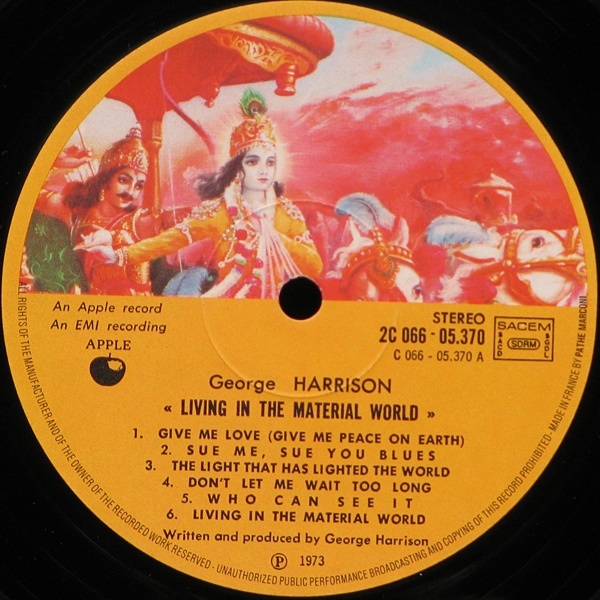 An Apple record
An EMI recording
APPLE
STEREO
2C 066 - 05.370
C 066 - 05.370 A
SACEM
SACD
SDRM
SGDL
George HARRISON
« LIVING IN THE MATERIAL WORLD »
1. GIVE ME LOVE (GIVE ME PEACE ON EARTH)
2. SUE ME, SUE YOU BLUES
3. THE LIGHT THAT HAS LIGHTED THE WORLD
4. DON'T LET ME WAIT TOO LONG
5. WHO CAN SEE IT
6. LIVING IN THE MATERIAL WORLD
Written and produced by George Harrison
Ⓟ 1973
ALL RIGHTS OF THE MANUFACTURER AND OF THE OWNER OF THE RECORDED WORK RESERVED - UNAUTHORIZED PUBLIC PERFORMANCE BROADCASTING AND COPYING OF THIS RECORD PROHIBITED - MADE IN FRANCE BY PATHE MARCONI